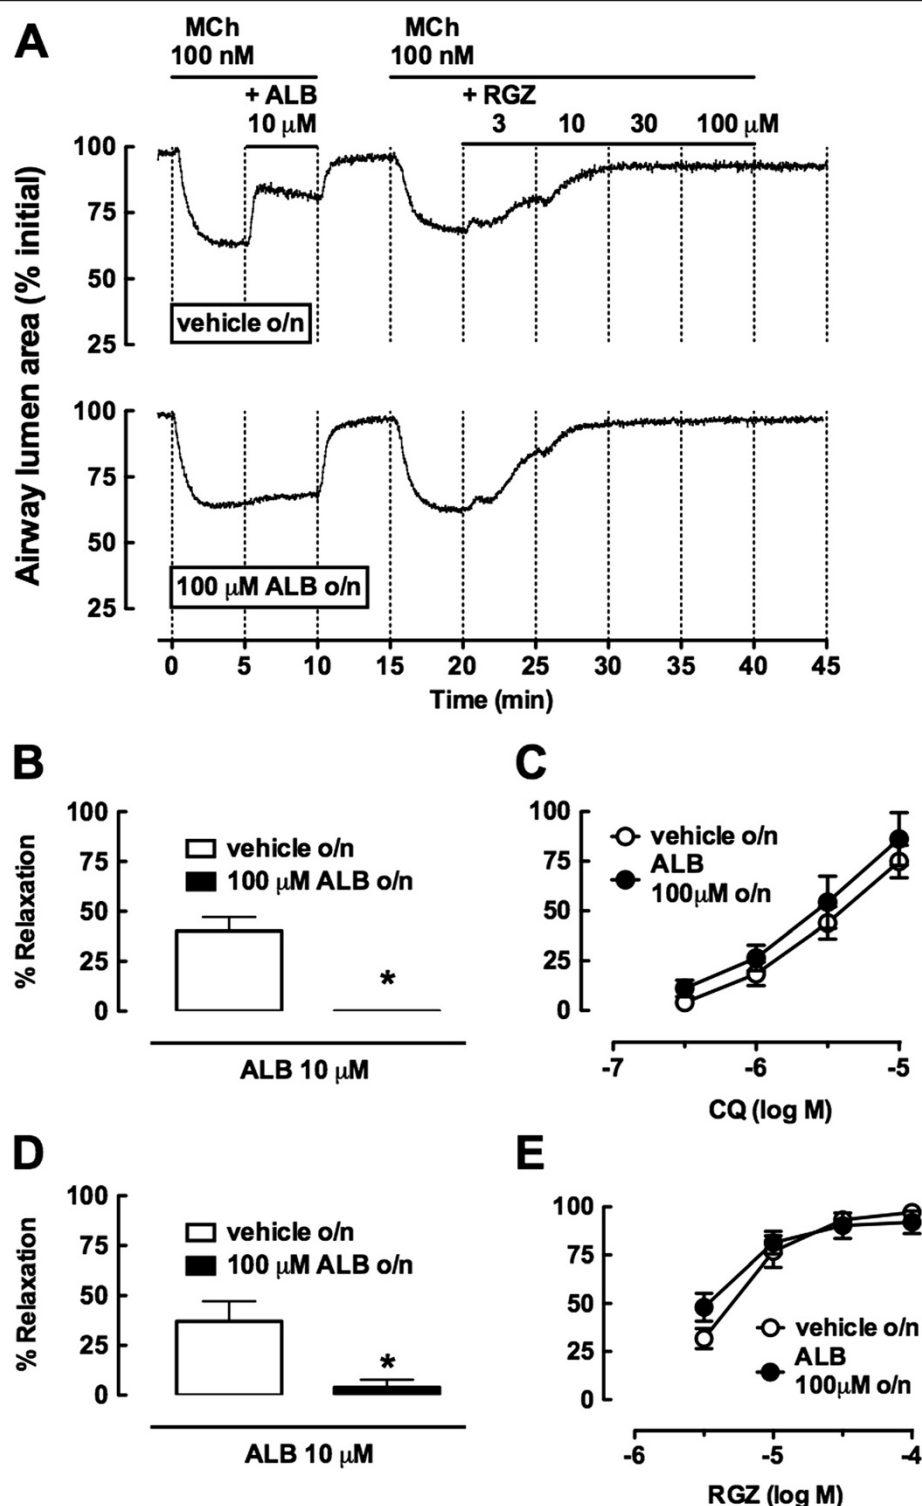 A
MCh
100 nM
MCh
100 nM
+ ALB
10 μM
+ RGZ
3 10 30 100 μM
Airway lumen area (% initial)
100
75
50
25
vehicle o/n
100
75
50
25
100 μM ALB o/n
0 5 10 15 20 25 30 35 40 45
Time (min)
B
% Relaxation
100
75
50
25
0
vehicle o/n
100 μM ALB o/n
*
ALB 10 μM
C
100
75
50
25
0
vehicle o/n
ALB
100μM o/n
-7 -6 -5
CQ (log M)
D
% Relaxation
100
75
50
25
0
vehicle o/n
100 μM ALB o/n
*
ALB 10 μM
E
100
75
50
25
0
vehicle o/n
ALB
100μM o/n
-6 -5 -4
RGZ (log M)